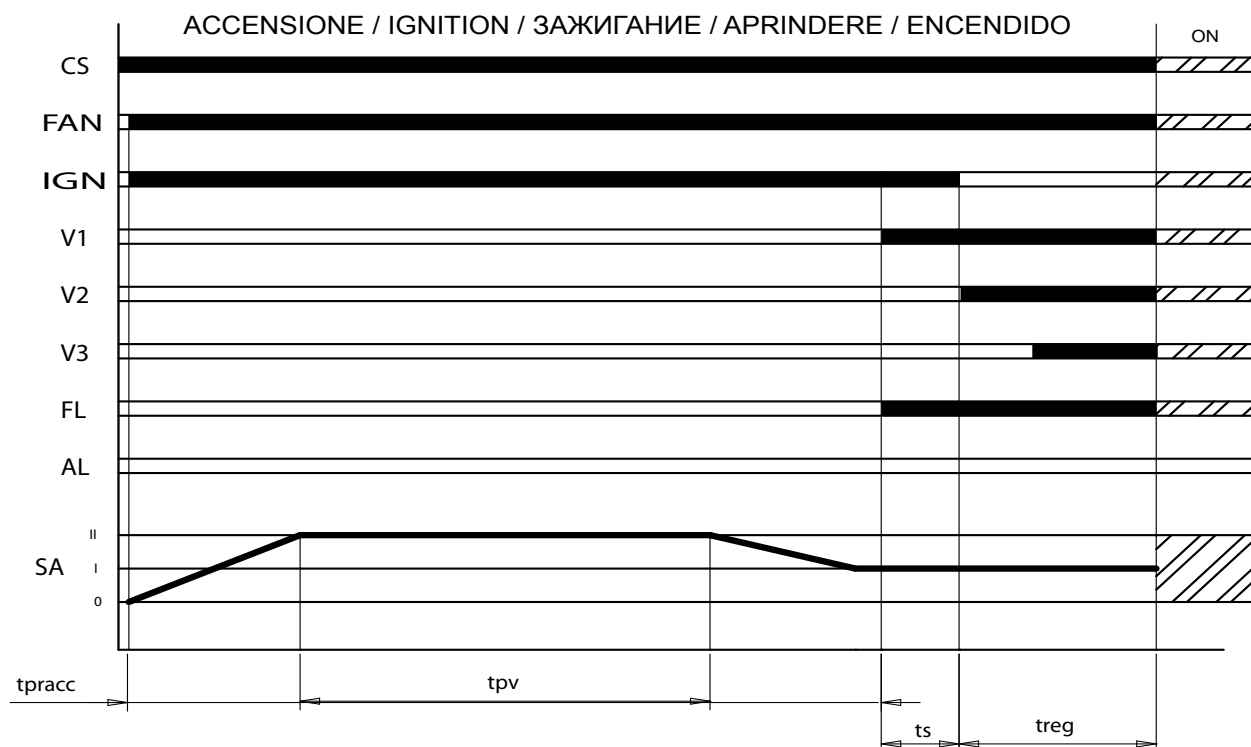 ACCENSIONE / IGNITION / ЗАЖИГАНИЕ / APRINDERE / ENCENDIDO
ON
CS
FAN
IGN
V1
V2
V3
FL
AL
II
SA
I
0
tpracc
tpv
ts
treg